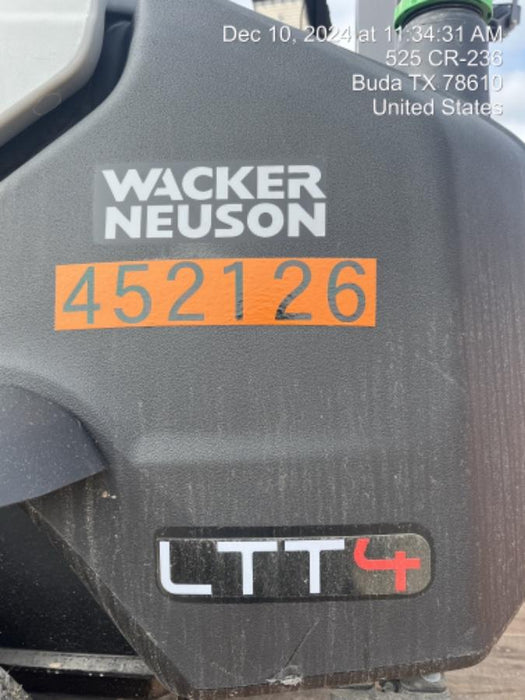 Dec 10, 2024 at 11:34:31 AM
525 CR-236
Buda TX 78610
United States
WACKER
NEUSON
452126
LTT4